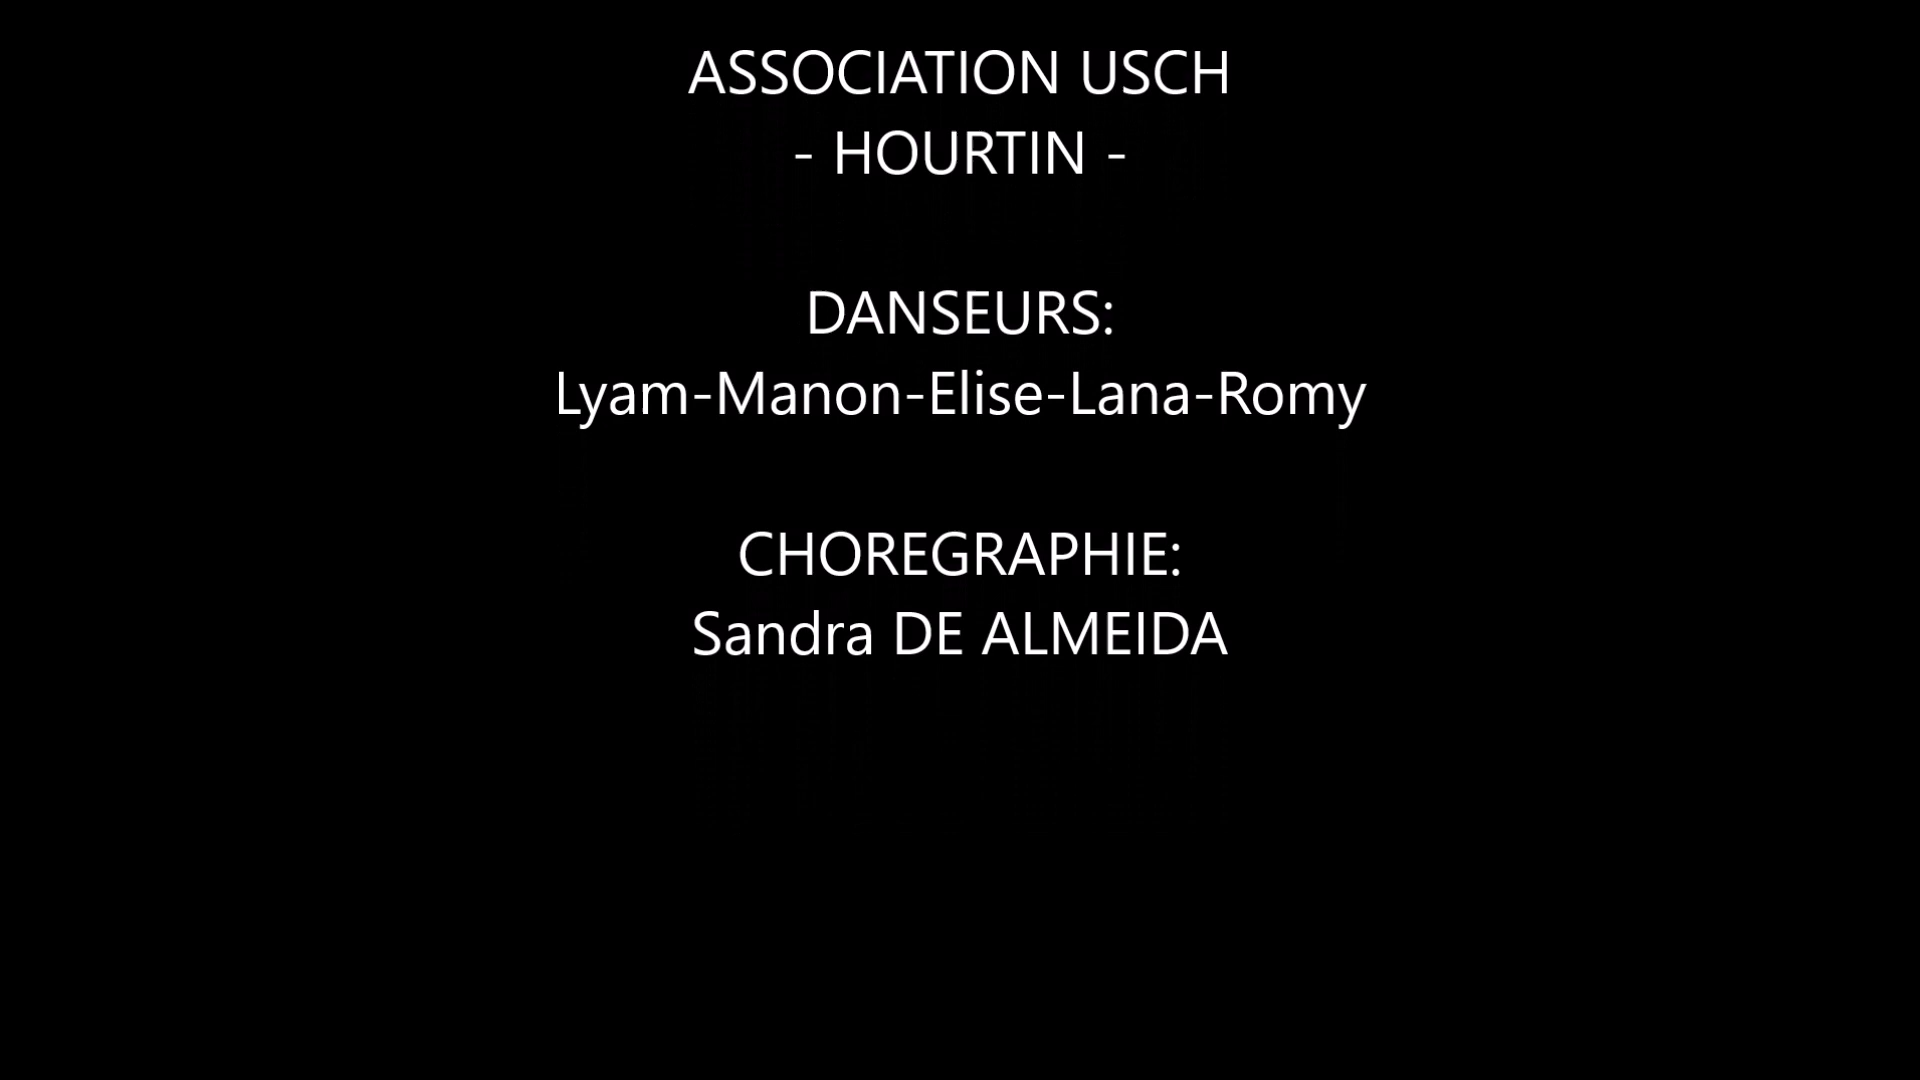 ASSOCIATION USCH
- HOURTIN -
DANSEURS:
Lyam-Manon-Elise-Lana-Romy
CHOREGRAPHIE:
Sandra DE ALMEIDA